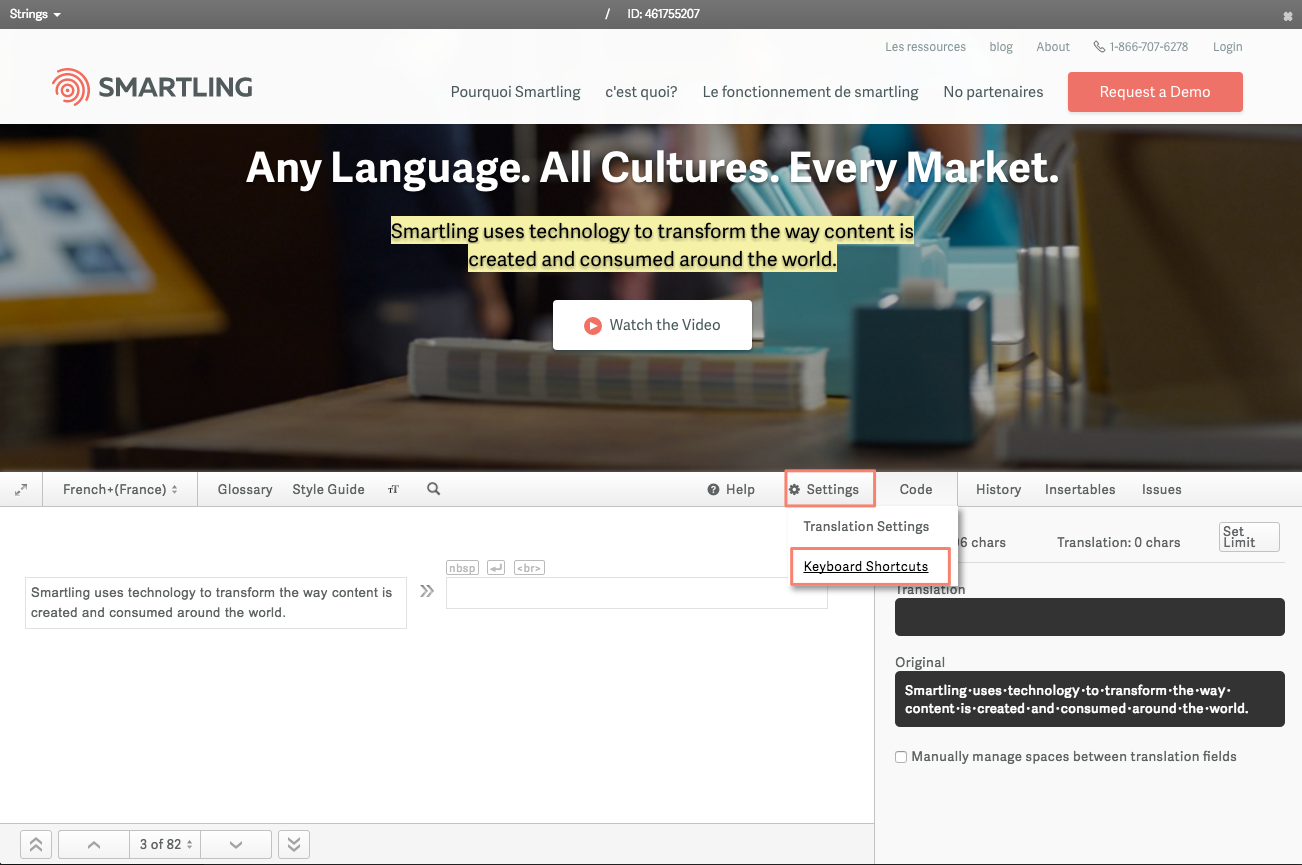 Strings
/ ID: 461755207
Les ressources blog About 1-866-707-6278 Login
SMARTLING
Pourquoi Smartling c'est quoi? Le fonctionnement de smartling No partenaires Request a Demo
Any Language. All Cultures. Every Market.
Smartling uses technology to transform the way content is
created and consumed around the world.
Watch the Video
French+(France) Glossary Style Guide TT Help Settings Code History Insertables Issues
Translation Settings
Keyboard Shortcuts
6 chars Translation: 0 chars Set
Limit
nbsp <br>
Smartling uses technology to transform the way content is
created and consumed around the world.
Translation
Original
Smartling·uses·technology·to·transform·the·way·
content·is·created·and·consumed·around·the·world.
Manually manage spaces between translation fields
3 of 82